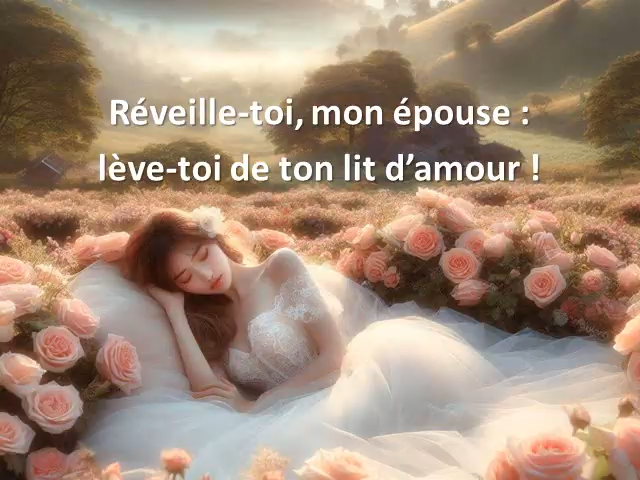 Réveille-toi, mon épouse :
lève-toi de ton lit d’amour !